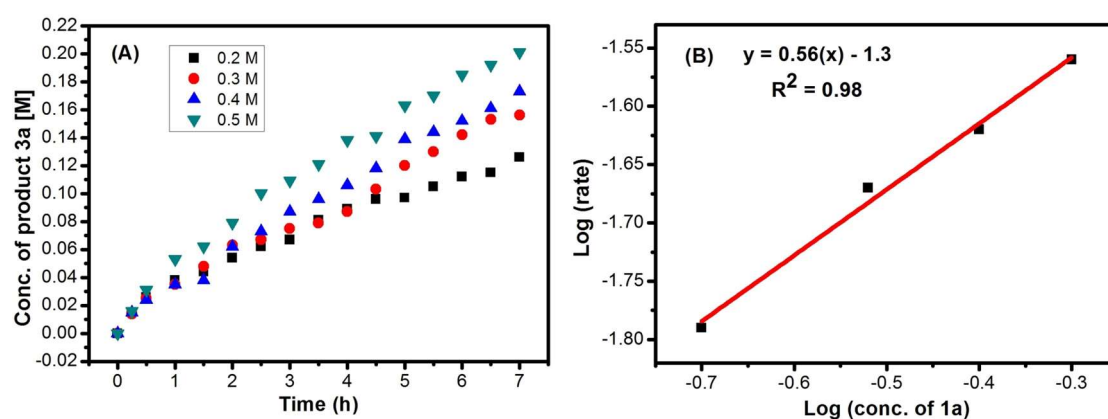 (A)
0.2 M
0.3 M
0.4 M
0.5 M
0.22
0.20
0.18
0.16
0.14
0.12
0.10
0.08
0.06
0.04
0.02
0.00
-0.02
Conc. of product 3a [M]
0 1 2 3 4 5 6 7
Time (h)
(B)
y = 0.56(x) - 1.3
R² = 0.98
-1.55
-1.60
-1.65
-1.70
-1.75
-1.80
Log (rate)
-0.7 -0.6 -0.5 -0.4 -0.3
Log (conc. of 1a)